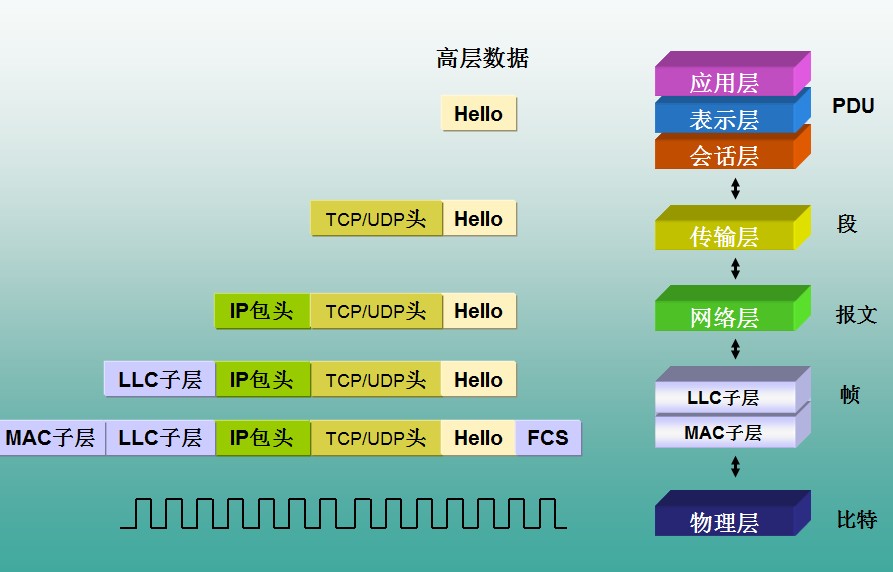 高层数据
应用层
PDU
Hello
表示层
会话层
TCP/UDP头 Hello
传输层
段
IP包头 TCP/UDP头 Hello
网络层
报文
LLC子层 IP包头 TCP/UDP头 Hello
LLC子层
帧
MAC子层 LLC子层 IP包头 TCP/UDP头 Hello FCS
MAC子层
物理层
比特